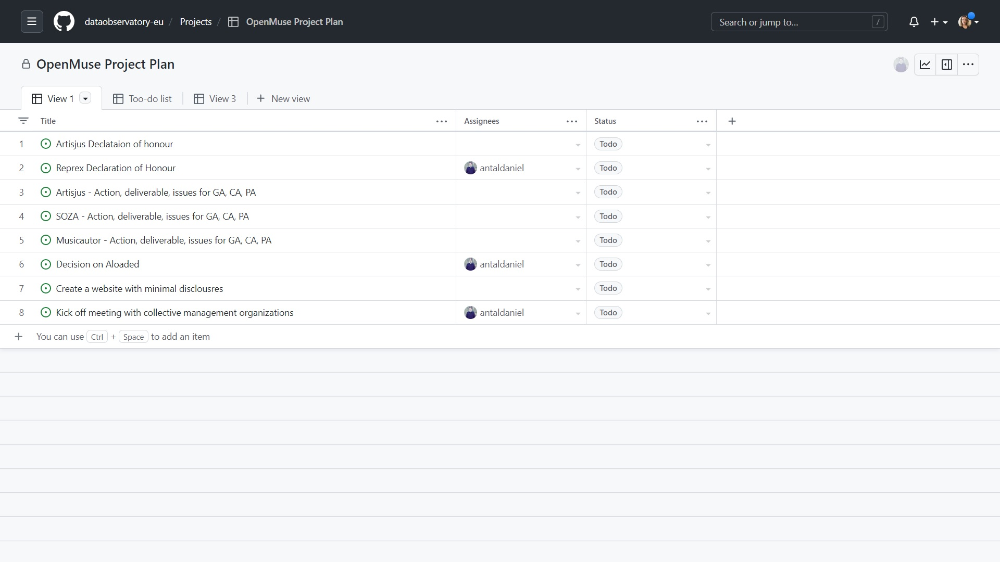 dataobservatory-eu / Projects / OpenMuse Project Plan Search or jump to... /
OpenMuse Project Plan
View 1 Too-do list View 3 + New view
Title Assignees Status +
1 Artisjus Declataion of honour Todo
2 Reprex Declaration of Honour antaldaniel Todo
3 Artisjus - Action, deliverable, issues for GA, CA, PA Todo
4 SOZA - Action, deliverable, issues for GA, CA, PA Todo
5 Musicautor - Action, deliverable, issues for GA, CA, PA Todo
6 Decision on Aloaded antaldaniel Todo
7 Create a website with minimal disclousres Todo
8 Kick off meeting with collective management organizations antaldaniel Todo
+ You can use Ctrl + Space to add an item